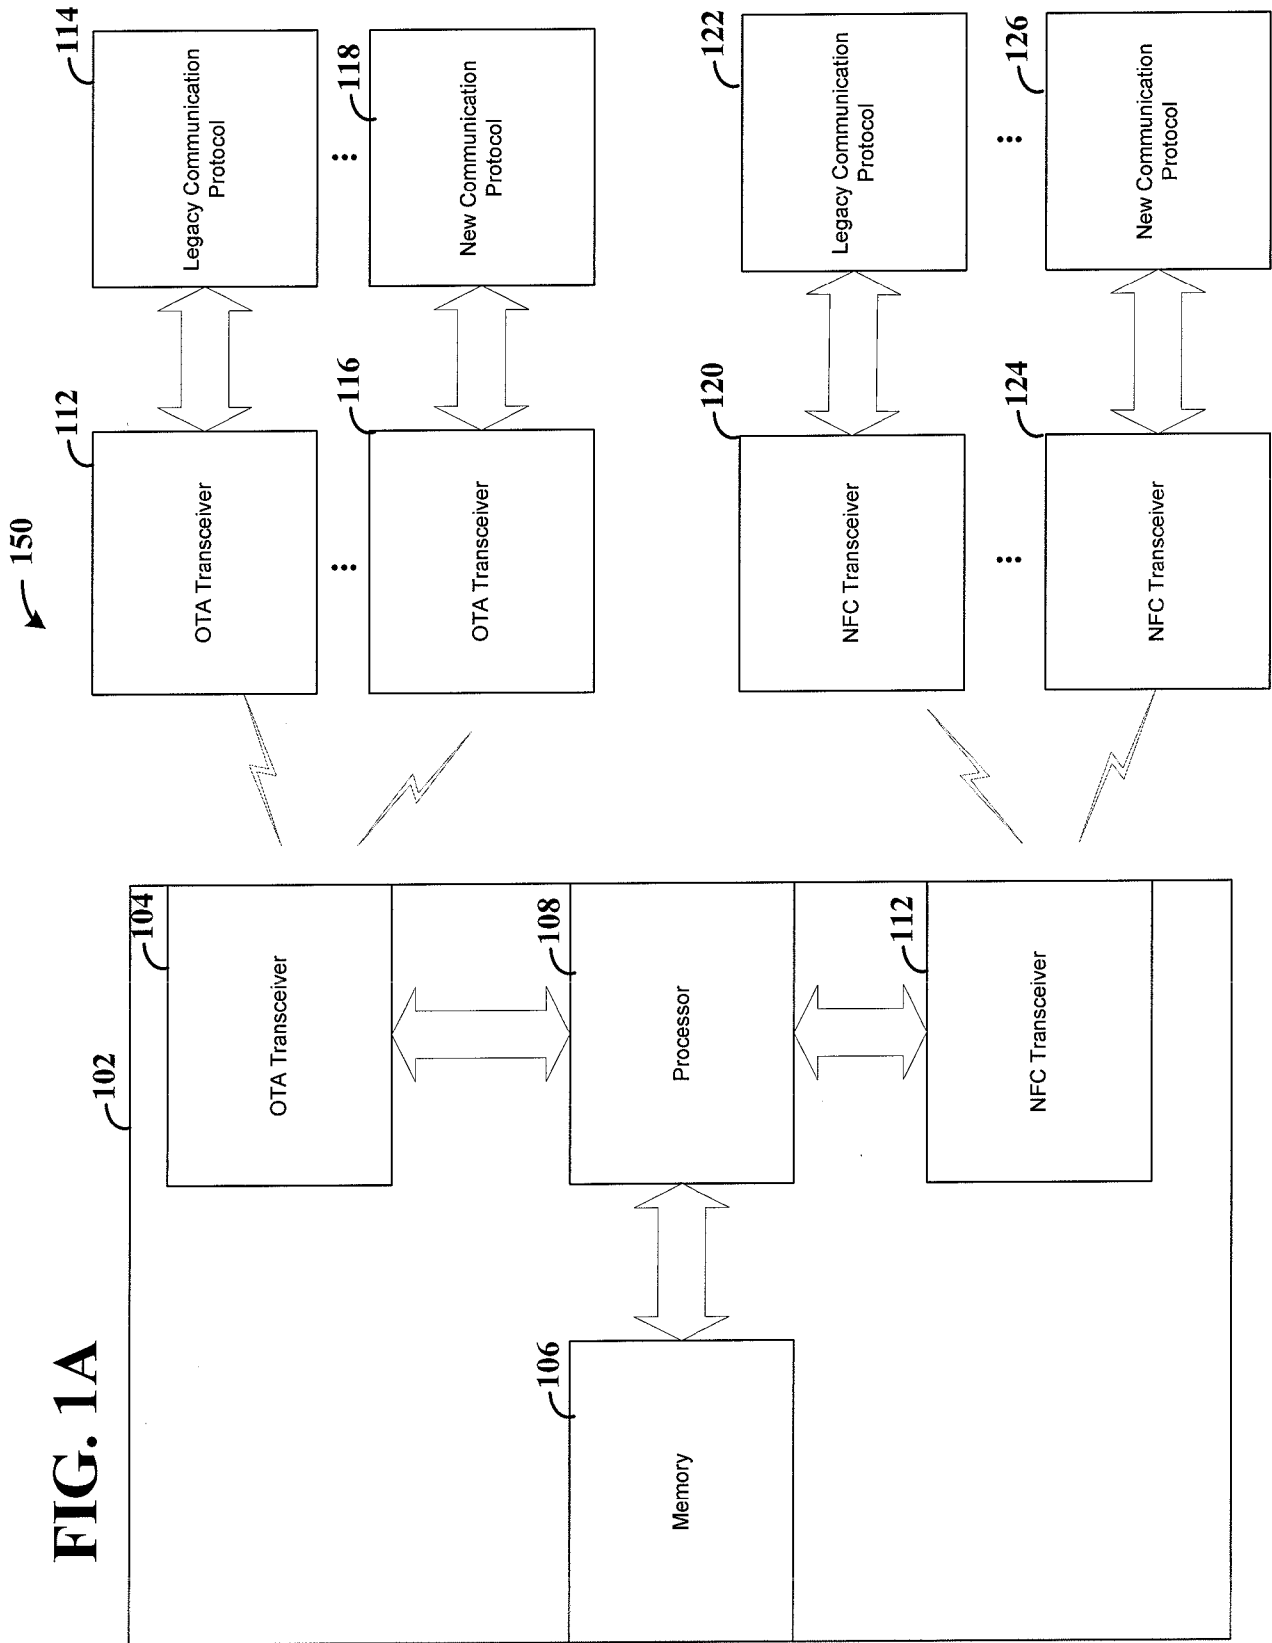 FIG. 1A
150
102
104
OTA Transceiver
106
Memory
108
Processor
112
NFC Transceiver
112
OTA Transceiver
114
Legacy Communication
Protocol
116
OTA Transceiver
118
New Communication
Protocol
120
NFC Transceiver
122
Legacy Communication
Protocol
124
NFC Transceiver
126
New Communication
Protocol